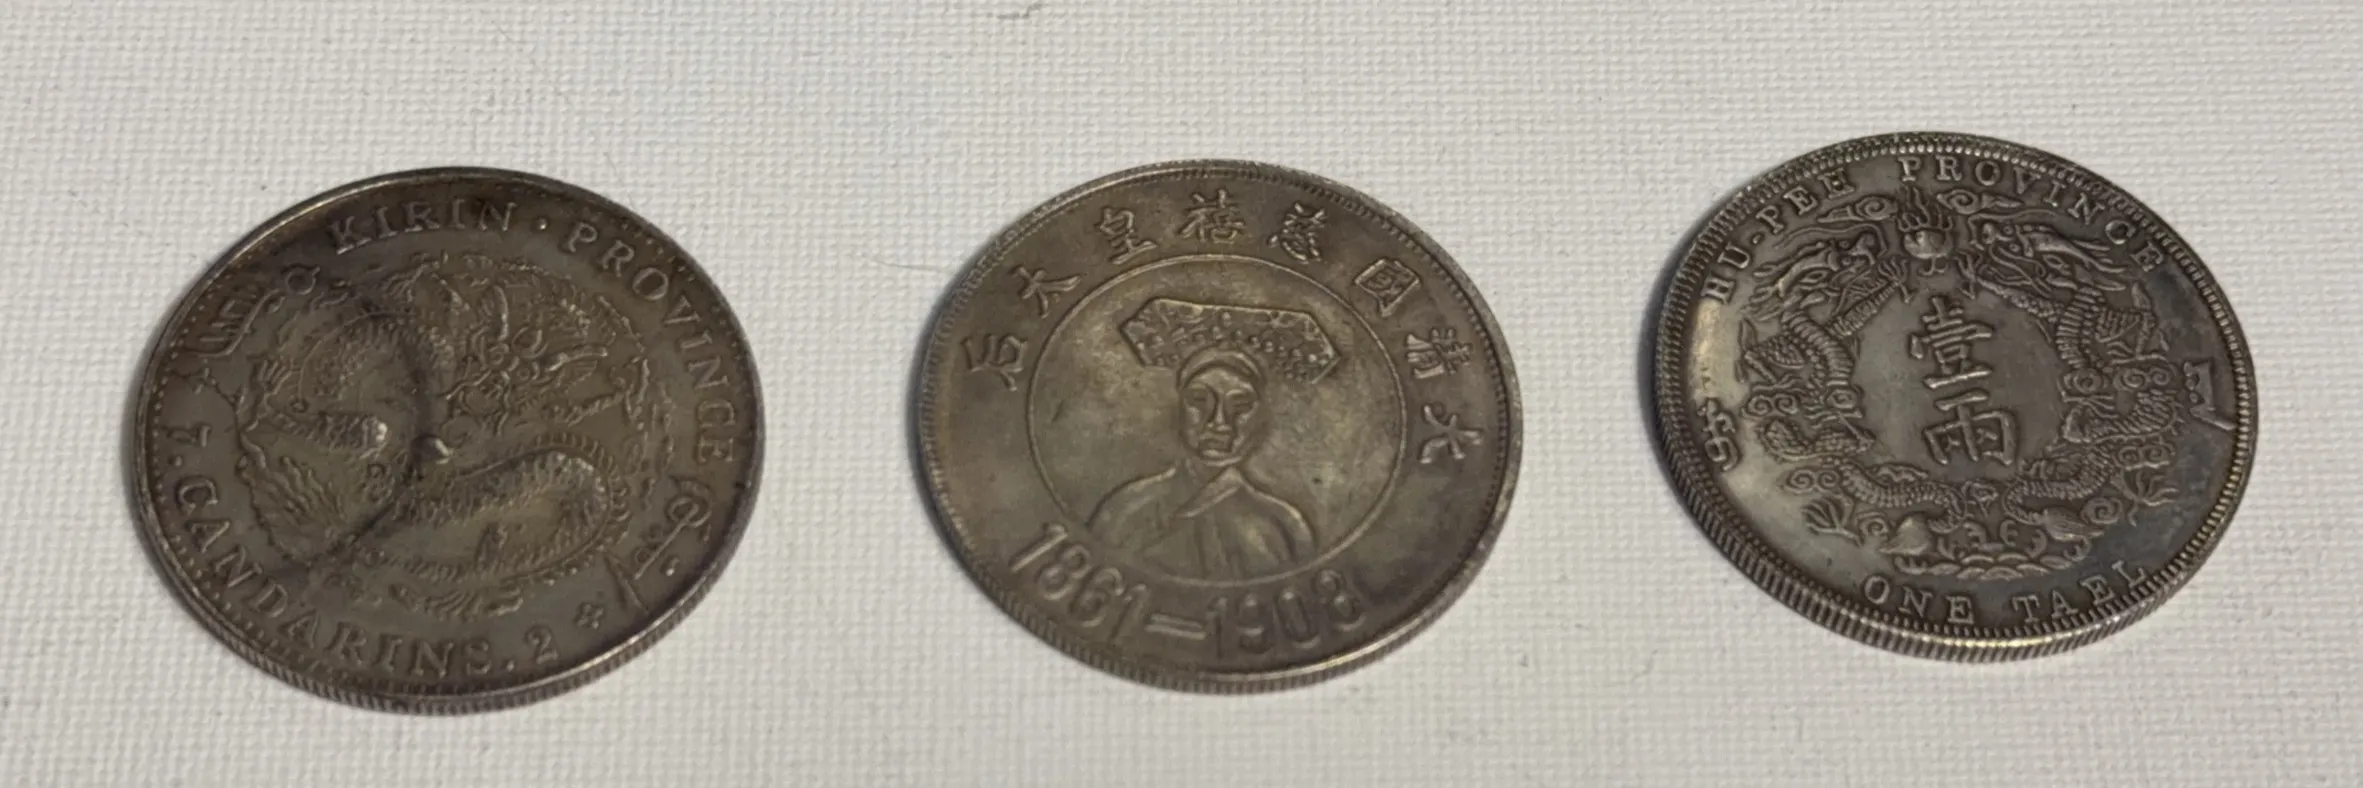 KIRIN · PROVINCE
7.CANDARINS.2
大清國慈禧皇太后
1861—1908
HU-PEH PROVINCE
壹兩
ONE TAEL